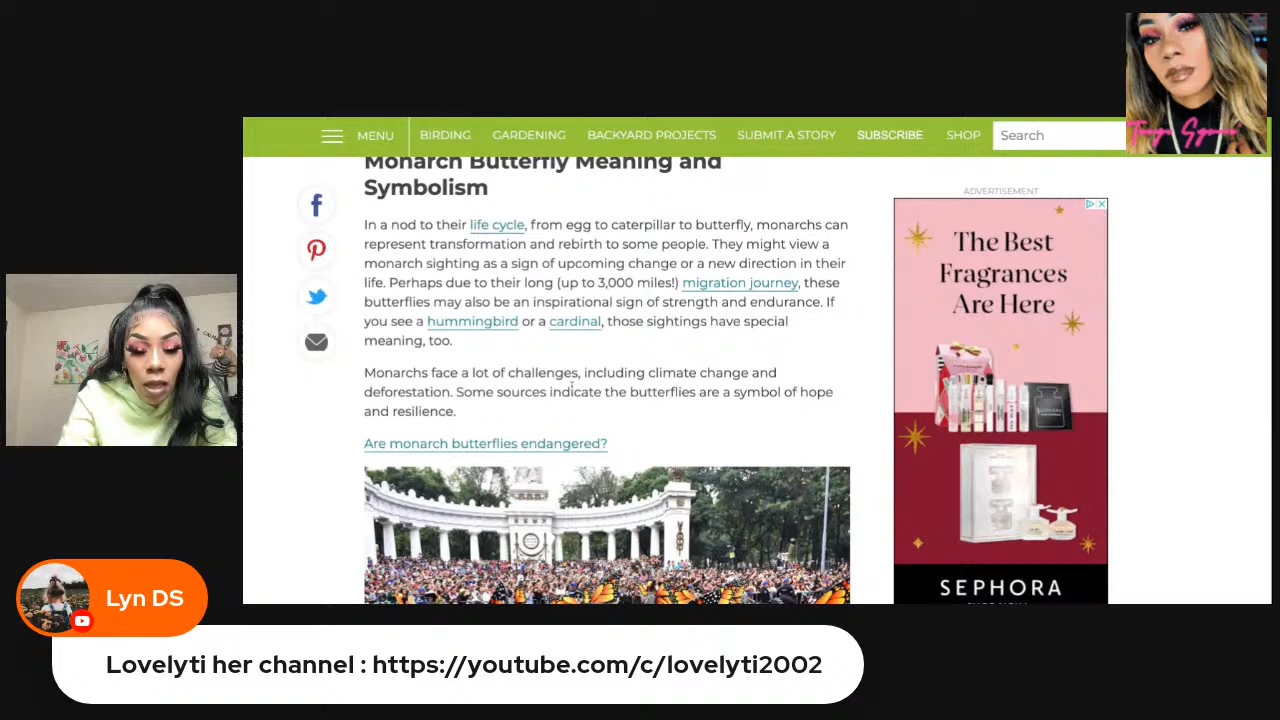 MENU
BIRDING
GARDENING
BACKYARD PROJECTS
SUBMIT A STORY
SUBSCRIBE
SHOP
Search
Monarch Butterfly Meaning and
Symbolism
In a nod to their life cycle, from egg to caterpillar to butterfly, monarchs can
represent transformation and rebirth to some people. They might view a
monarch sighting as a sign of upcoming change or a new direction in their
life. Perhaps due to their long (up to 3,000 miles!) migration journey, these
butterflies may also be an inspirational sign of strength and endurance. If
you see a hummingbird or a cardinal, those sightings have special
meaning, too.
Monarchs face a lot of challenges, including climate change and
deforestation. Some sources indicate the butterflies are a symbol of hope
and resilience.
Are monarch butterflies endangered?
ADVERTISEMENT
The Best
Fragrances
Are Here
SEPHORA
Lyn DS
Lovelyti her channel : https://youtube.com/c/lovelyti2002